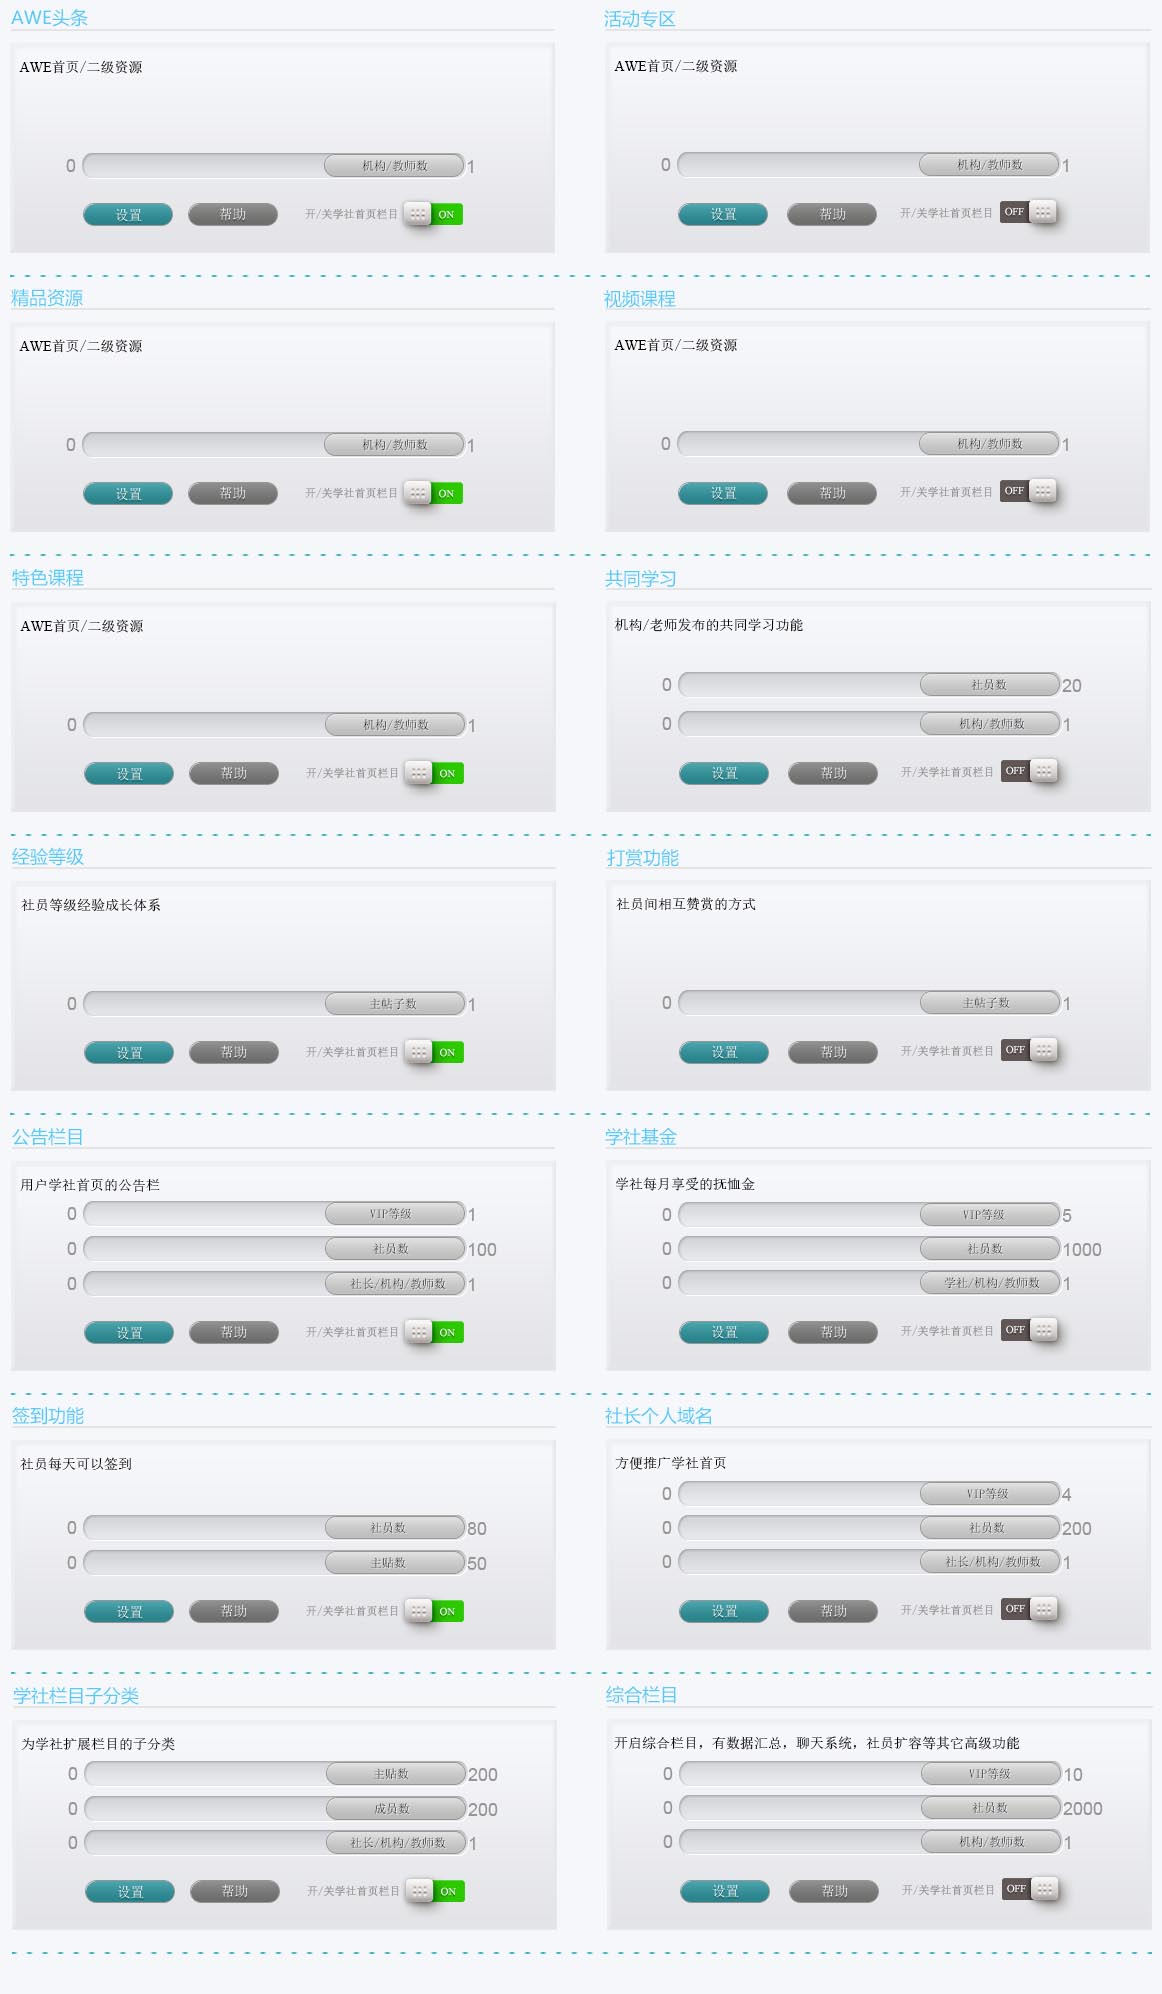 AWE头条
AWE首页/二级资源
0 机构/教师数 1
设置 帮助 开/关学社首页栏目 ON
活动专区
AWE首页/二级资源
0 机构/教师数 1
设置 帮助 开/关学社首页栏目 OFF
精品资源
AWE首页/二级资源
0 机构/教师数 1
设置 帮助 开/关学社首页栏目 ON
视频课程
AWE首页/二级资源
0 机构/教师数 1
设置 帮助 开/关学社首页栏目 OFF
特色课程
AWE首页/二级资源
0 机构/教师数 1
设置 帮助 开/关学社首页栏目 ON
共同学习
机构/老师发布的共同学习功能
0 社员数 20
0 机构/教师数 1
设置 帮助 开/关学社首页栏目 OFF
经验等级
社员等级经验成长体系
0 主帖子数 1
设置 帮助 开/关学社首页栏目 ON
打赏功能
社员间相互赞赏的方式
0 主帖子数 1
设置 帮助 开/关学社首页栏目 OFF
公告栏目
用户学社首页的公告栏
0 VIP等级 1
0 社员数 100
0 社长/机构/教师数 1
设置 帮助 开/关学社首页栏目 ON
学社基金
学社每月享受的抚恤金
0 VIP等级 5
0 社员数 1000
0 学社/机构/教师数 1
设置 帮助 开/关学社首页栏目 OFF
签到功能
社员每天可以签到
0 社员数 80
0 主贴数 50
设置 帮助 开/关学社首页栏目 ON
社长个人域名
方便推广学社首页
0 VIP等级 4
0 社员数 200
0 社长/机构/教师数 1
设置 帮助 开/关学社首页栏目 OFF
学社栏目子分类
为学社扩展栏目的子分类
0 主贴数 200
0 成员数 200
0 社长/机构/教师数 1
设置 帮助 开/关学社首页栏目 ON
综合栏目
开启综合栏目，有数据汇总，聊天系统，社员扩容等其它高级功能
0 VIP等级 10
0 社员数 2000
0 机构/教师数 1
设置 帮助 开/关学社首页栏目 OFF